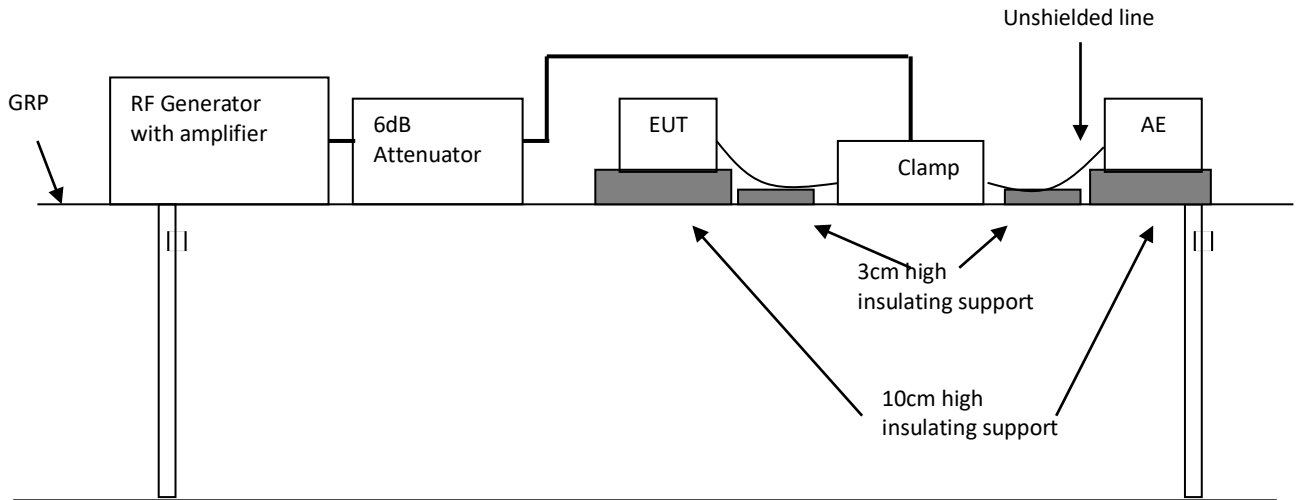 Unshielded line
GRP
RF Generator
with amplifier
6dB
Attenuator
EUT
Clamp
AE
3cm high
insulating support
10cm high
insulating support